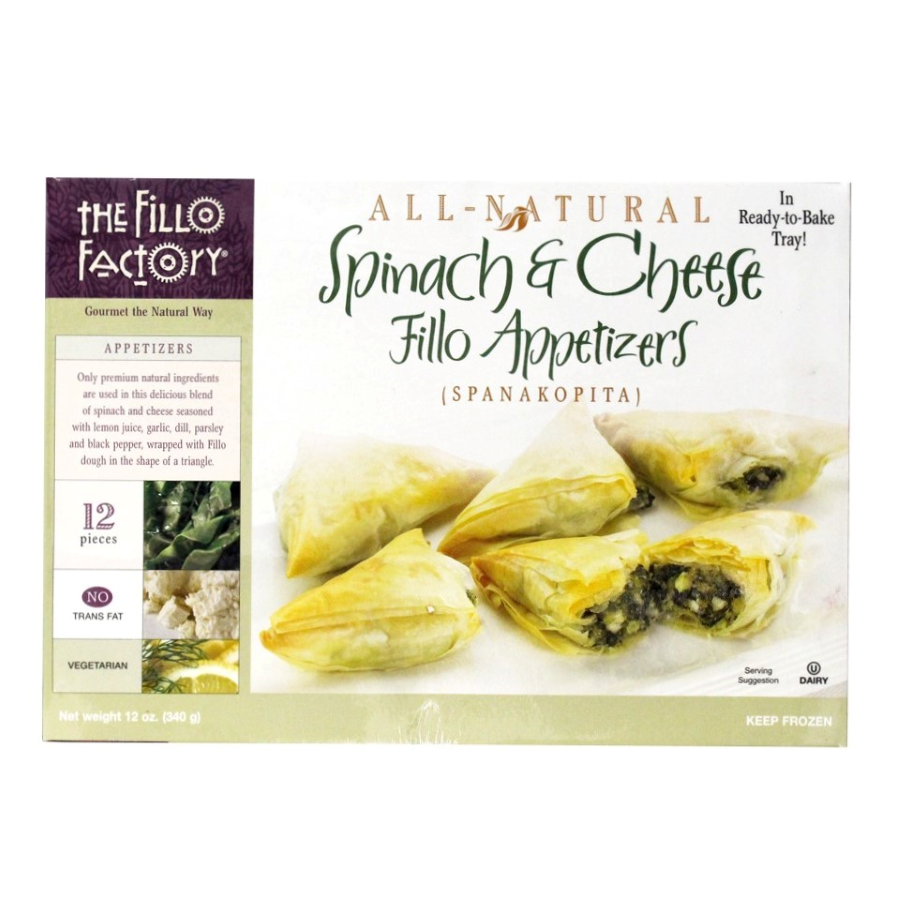 THE FILLO
FACTORY®
Gourmet the Natural Way
APPETIZERS
Only premium natural ingredients
are used in this delicious blend
of spinach and cheese seasoned
with lemon juice, garlic, dill, parsley
and black pepper, wrapped with Fillo
dough in the shape of a triangle.
12
pieces
NO
TRANS FAT
VEGETARIAN
Net weight 12 oz. (340 g)
ALL-NATURAL
Spinach & Cheese
Fillo Appetizers
(SPANAKOPITA)
In
Ready-to-Bake
Tray!
Serving
Suggestion
U
DAIRY
KEEP FROZEN